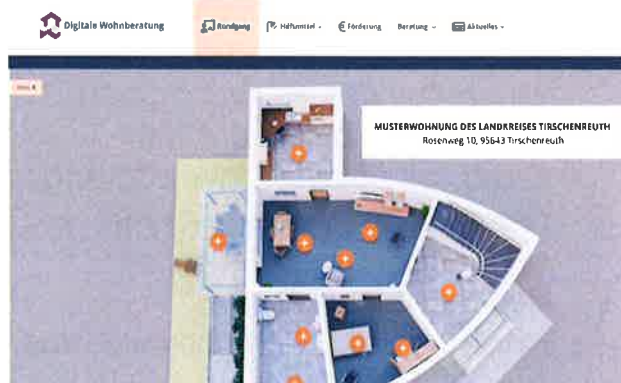 Digitale Wohnberatung
Rundgang
Hilfsmittel
Förderung
Beratung
Aktuelles
MUSTERWOHNUNG DES LANDKREISES TIRSCHENREUTH
Rosenweg 10, 95643 Tirschenreuth